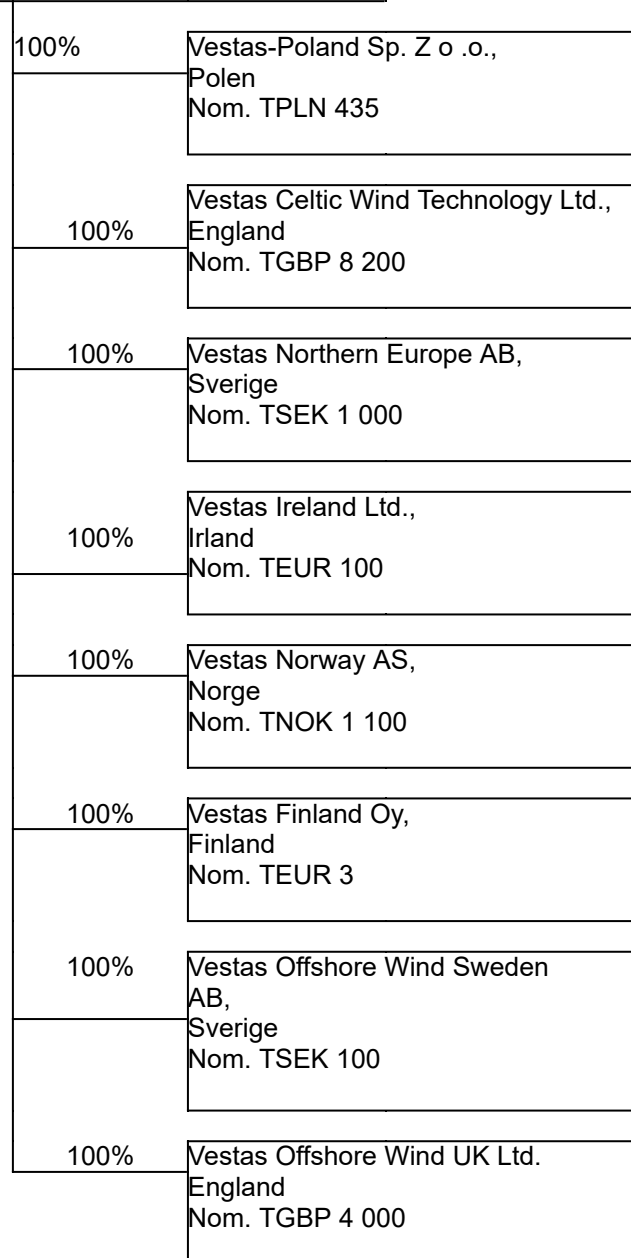 100%
Vestas-Poland Sp. Z o .o.,
Polen
Nom. TPLN 435
Vestas Celtic Wind Technology Ltd.,
100%
England
Nom. TGBP 8 200
100%
Vestas Northern Europe AB,
Sverige
Nom. TSEK 1 000
Vestas Ireland Ltd.,
100%
Irland
Nom. TEUR 100
100%
Vestas Norway AS,
Norge
Nom. TNOK 1 100
100%
Vestas Finland Oy,
Finland
Nom. TEUR 3
100%
Vestas Offshore Wind Sweden
AB,
Sverige
Nom. TSEK 100
100%
Vestas Offshore Wind UK Ltd.
England
Nom. TGBP 4 000